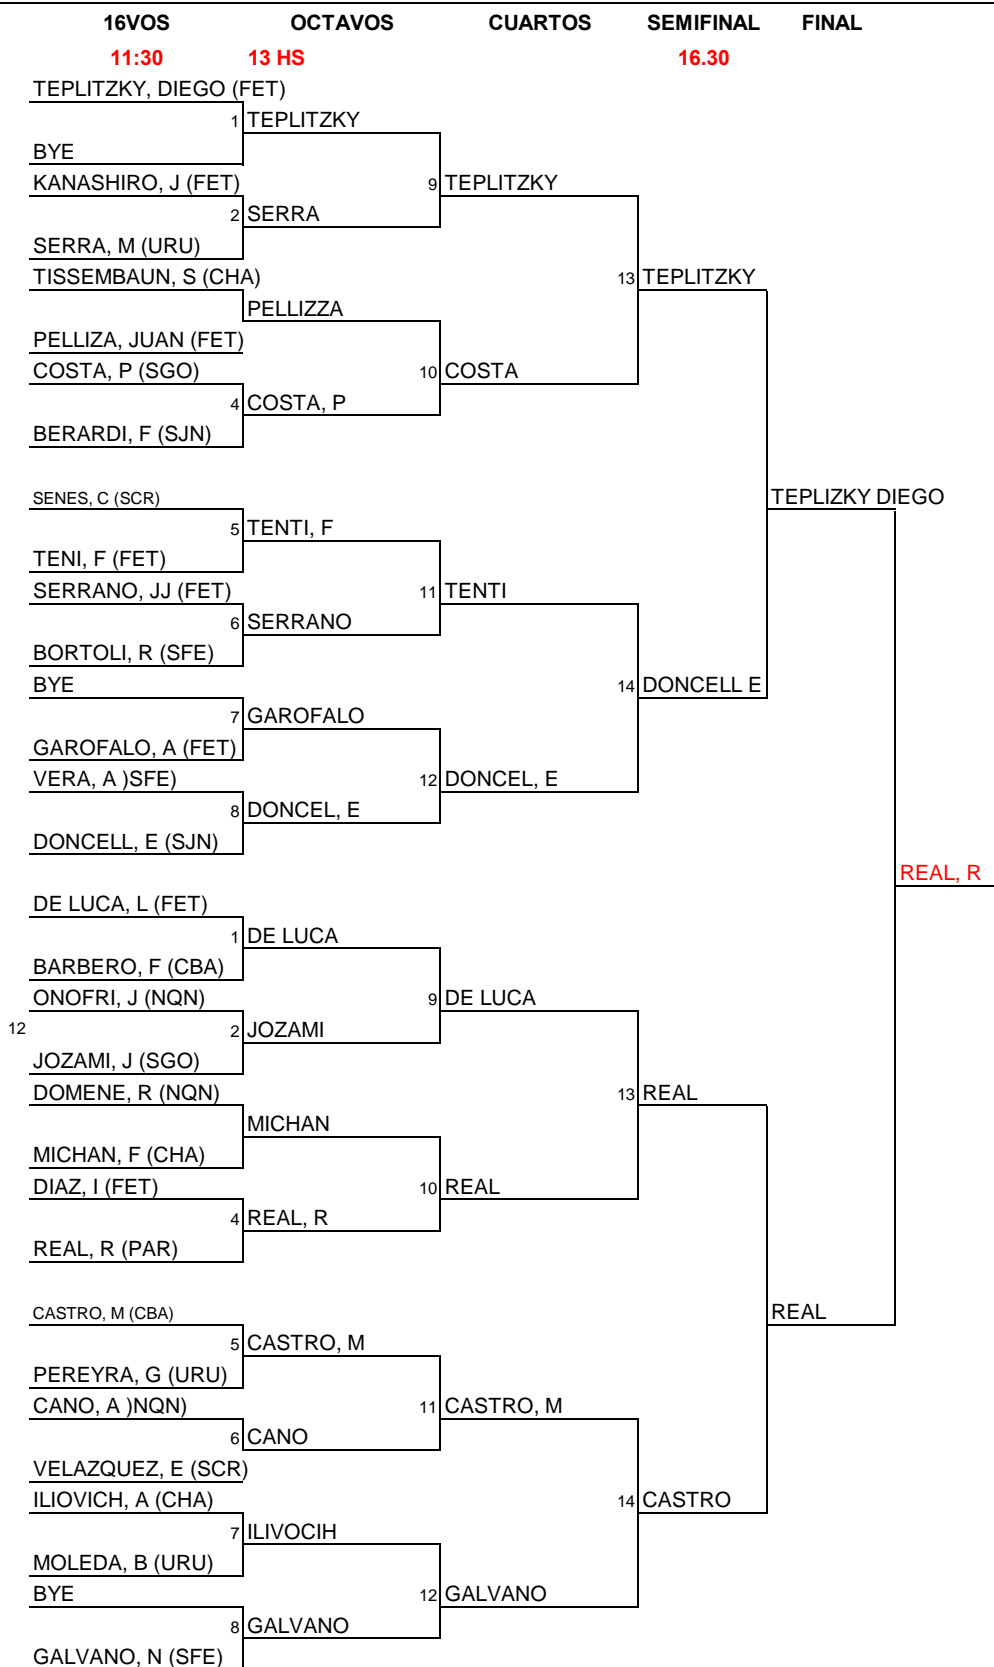 16VOS OCTAVOS CUARTOS SEMIFINAL FINAL
11:30 13 HS 16.30
TEPLITZKY, DIEGO (FET)
1 TEPLITZKY
BYE
KANASHIRO, J (FET) 9 TEPLITZKY
2 SERRA
SERRA, M (URU)
TISSEMBAUN, S (CHA) 13 TEPLITZKY
PELLIZZA
PELLIZA, JUAN (FET)
COSTA, P (SGO) 10 COSTA
4 COSTA, P
BERARDI, F (SJN)
SENES, C (SCR) TEPLIZKY DIEGO
5 TENTI, F
TENI, F (FET)
SERRANO, JJ (FET) 11 TENTI
6 SERRANO
BORTOLI, R (SFE)
BYE 14 DONCELL E
7 GAROFALO
GAROFALO, A (FET)
VERA, A )SFE) 12 DONCEL, E
8 DONCEL, E
DONCELL, E (SJN)
REAL, R
DE LUCA, L (FET)
1 DE LUCA
BARBERO, F (CBA)
ONOFRI, J (NQN) 9 DE LUCA
12 2 JOZAMI
JOZAMI, J (SGO)
DOMENE, R (NQN) 13 REAL
MICHAN
MICHAN, F (CHA)
DIAZ, I (FET) 10 REAL
4 REAL, R
REAL, R (PAR)
CASTRO, M (CBA) REAL
5 CASTRO, M
PEREYRA, G (URU)
CANO, A )NQN) 11 CASTRO, M
6 CANO
VELAZQUEZ, E (SCR)
ILIOVICH, A (CHA) 14 CASTRO
7 ILIVOCIH
MOLEDA, B (URU)
BYE 12 GALVANO
8 GALVANO
GALVANO, N (SFE)